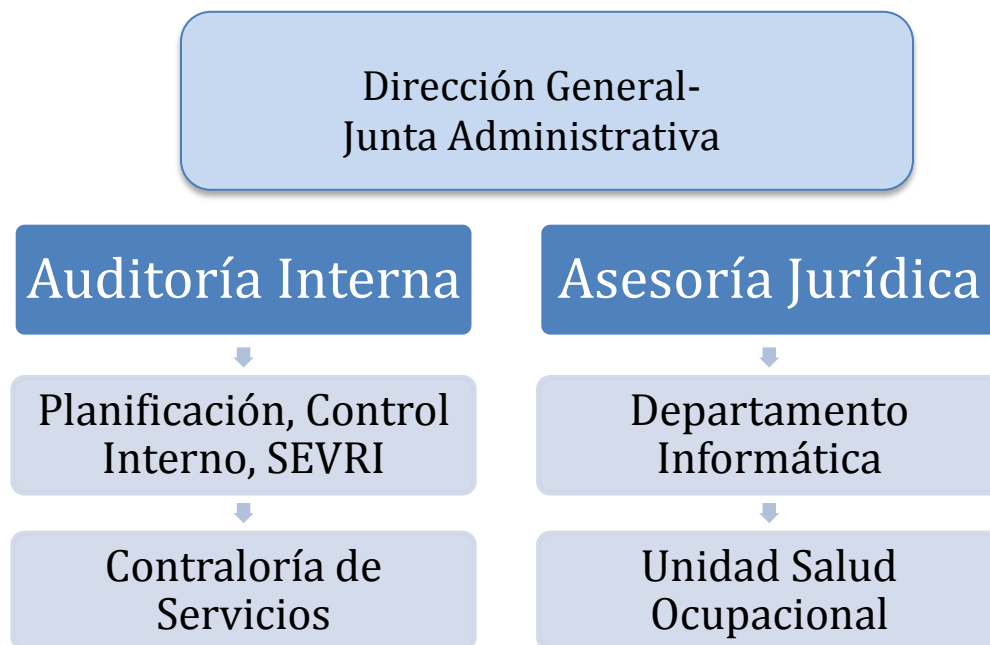 Dirección General-
Junta Administrativa
Auditoría Interna
Planificación, Control
Interno, SEVRI
Contraloría de
Servicios
Asesoría Jurídica
Departamento
Informática
Unidad Salud
Ocupacional